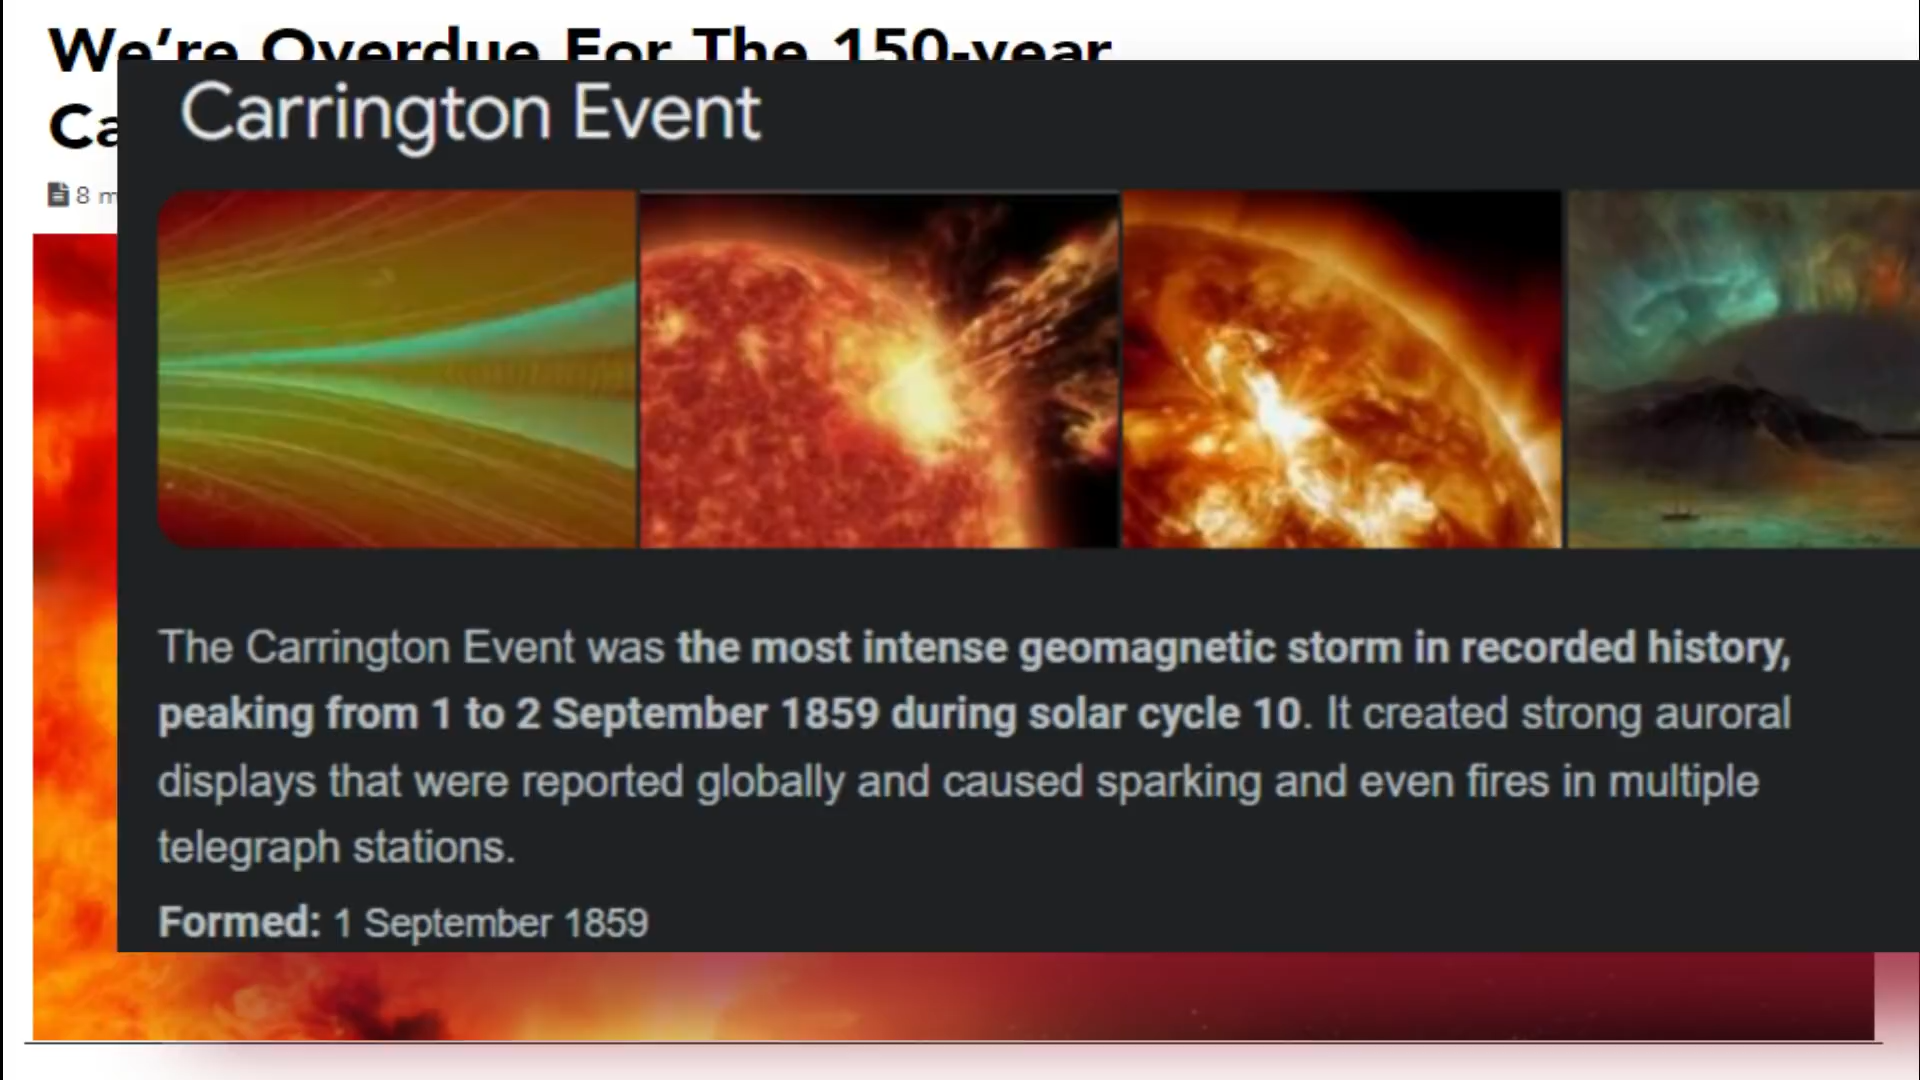 We're Overdue For The 150-year
Ca
8 m
Carrington Event
The Carrington Event was the most intense geomagnetic storm in recorded history,
peaking from 1 to 2 September 1859 during solar cycle 10. It created strong auroral
displays that were reported globally and caused sparking and even fires in multiple
telegraph stations.
Formed: 1 September 1859